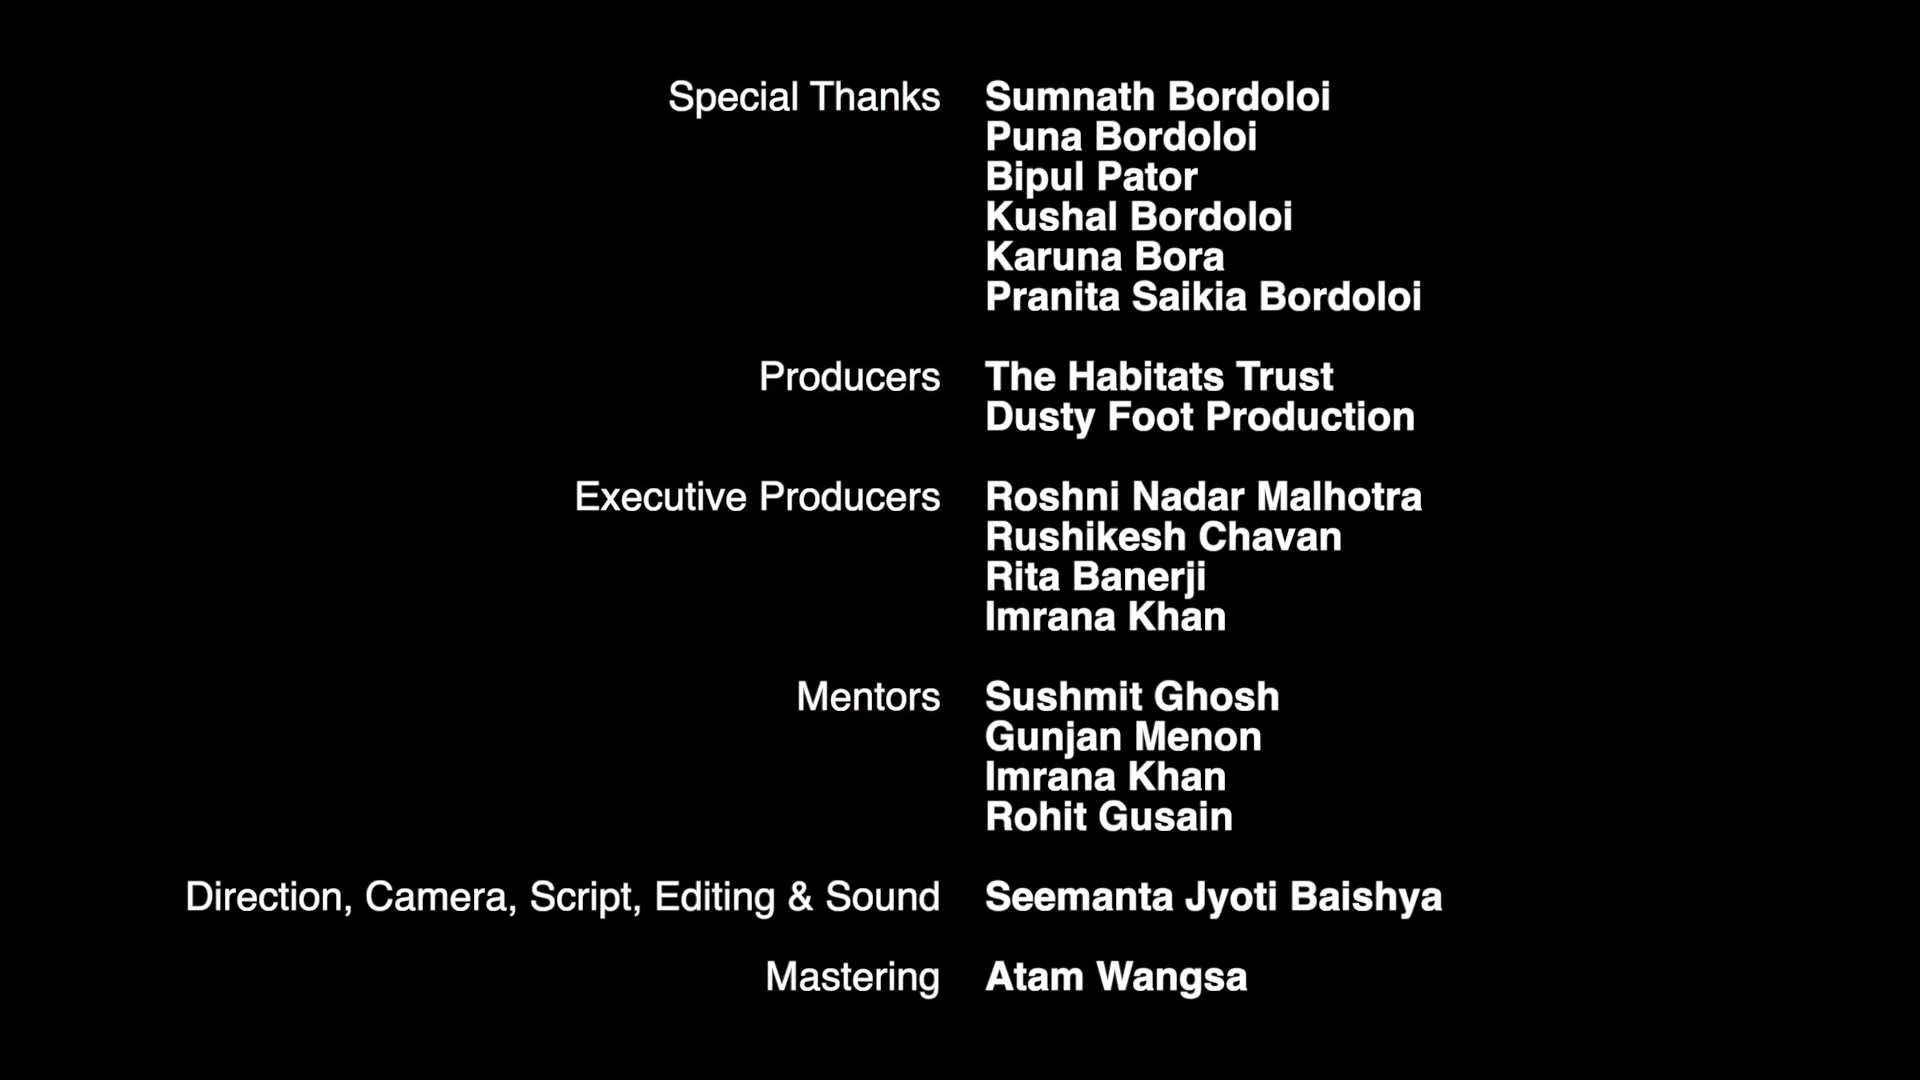 Special Thanks Sumnath Bordoloi
Puna Bordoloi
Bipul Pator
Kushal Bordoloi
Karuna Bora
Pranita Saikia Bordoloi
Producers The Habitats Trust
Dusty Foot Production
Executive Producers Roshni Nadar Malhotra
Rushikesh Chavan
Rita Banerji
Imrana Khan
Mentors Sushmit Ghosh
Gunjan Menon
Imrana Khan
Rohit Gusain
Direction, Camera, Script, Editing & Sound Seemanta Jyoti Baishya
Mastering Atam Wangsa